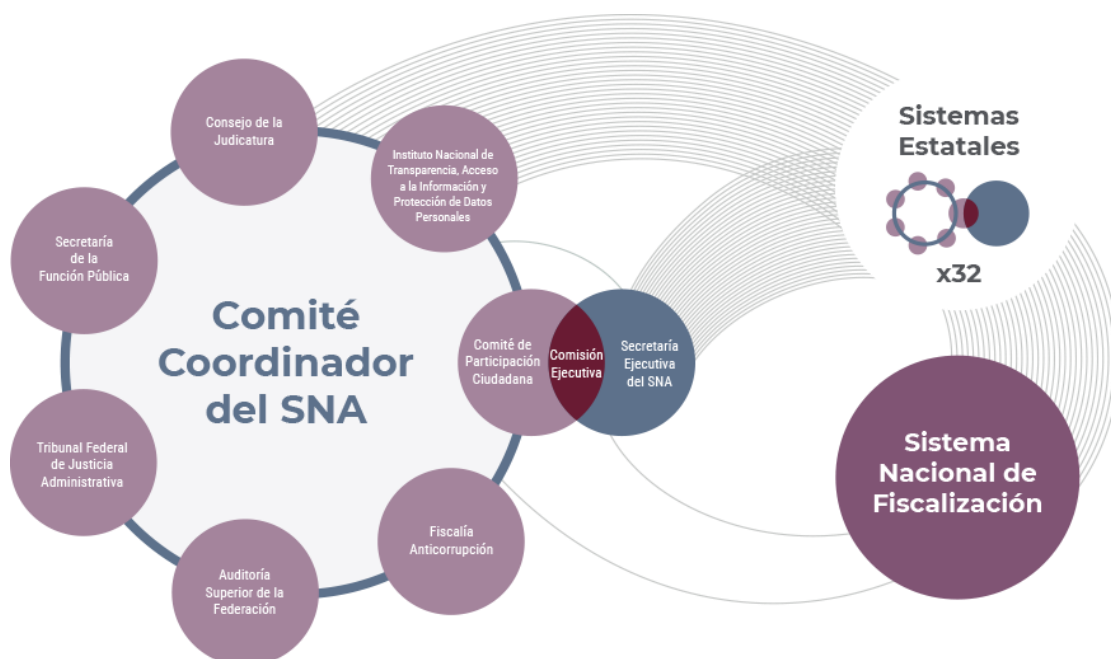 Consejo de la
Judicatura
Instituto Nacional de
Transparencia, Acceso
a la Información y
Protección de Datos
Personales
Secretaría
de la
Función Pública
Comité
Coordinador
del SNA
Comité de
Participación
Ciudadana
Comisión
Ejecutiva
Secretaría
Ejecutiva
del SNA
Tribunal Federal
de Justicia
Administrativa
Auditoría
Superior de la
Federación
Fiscalía
Anticorrupción
Sistemas
Estatales
x32
Sistema
Nacional de
Fiscalización